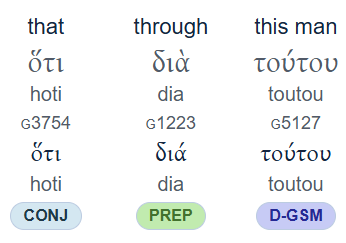 that through this man
ὅτι διὰ τούτου
hoti dia toutou
G3754 G1223 G5127
ὅτι διά τούτου
hoti dia toutou
CONJ PREP D-GSM